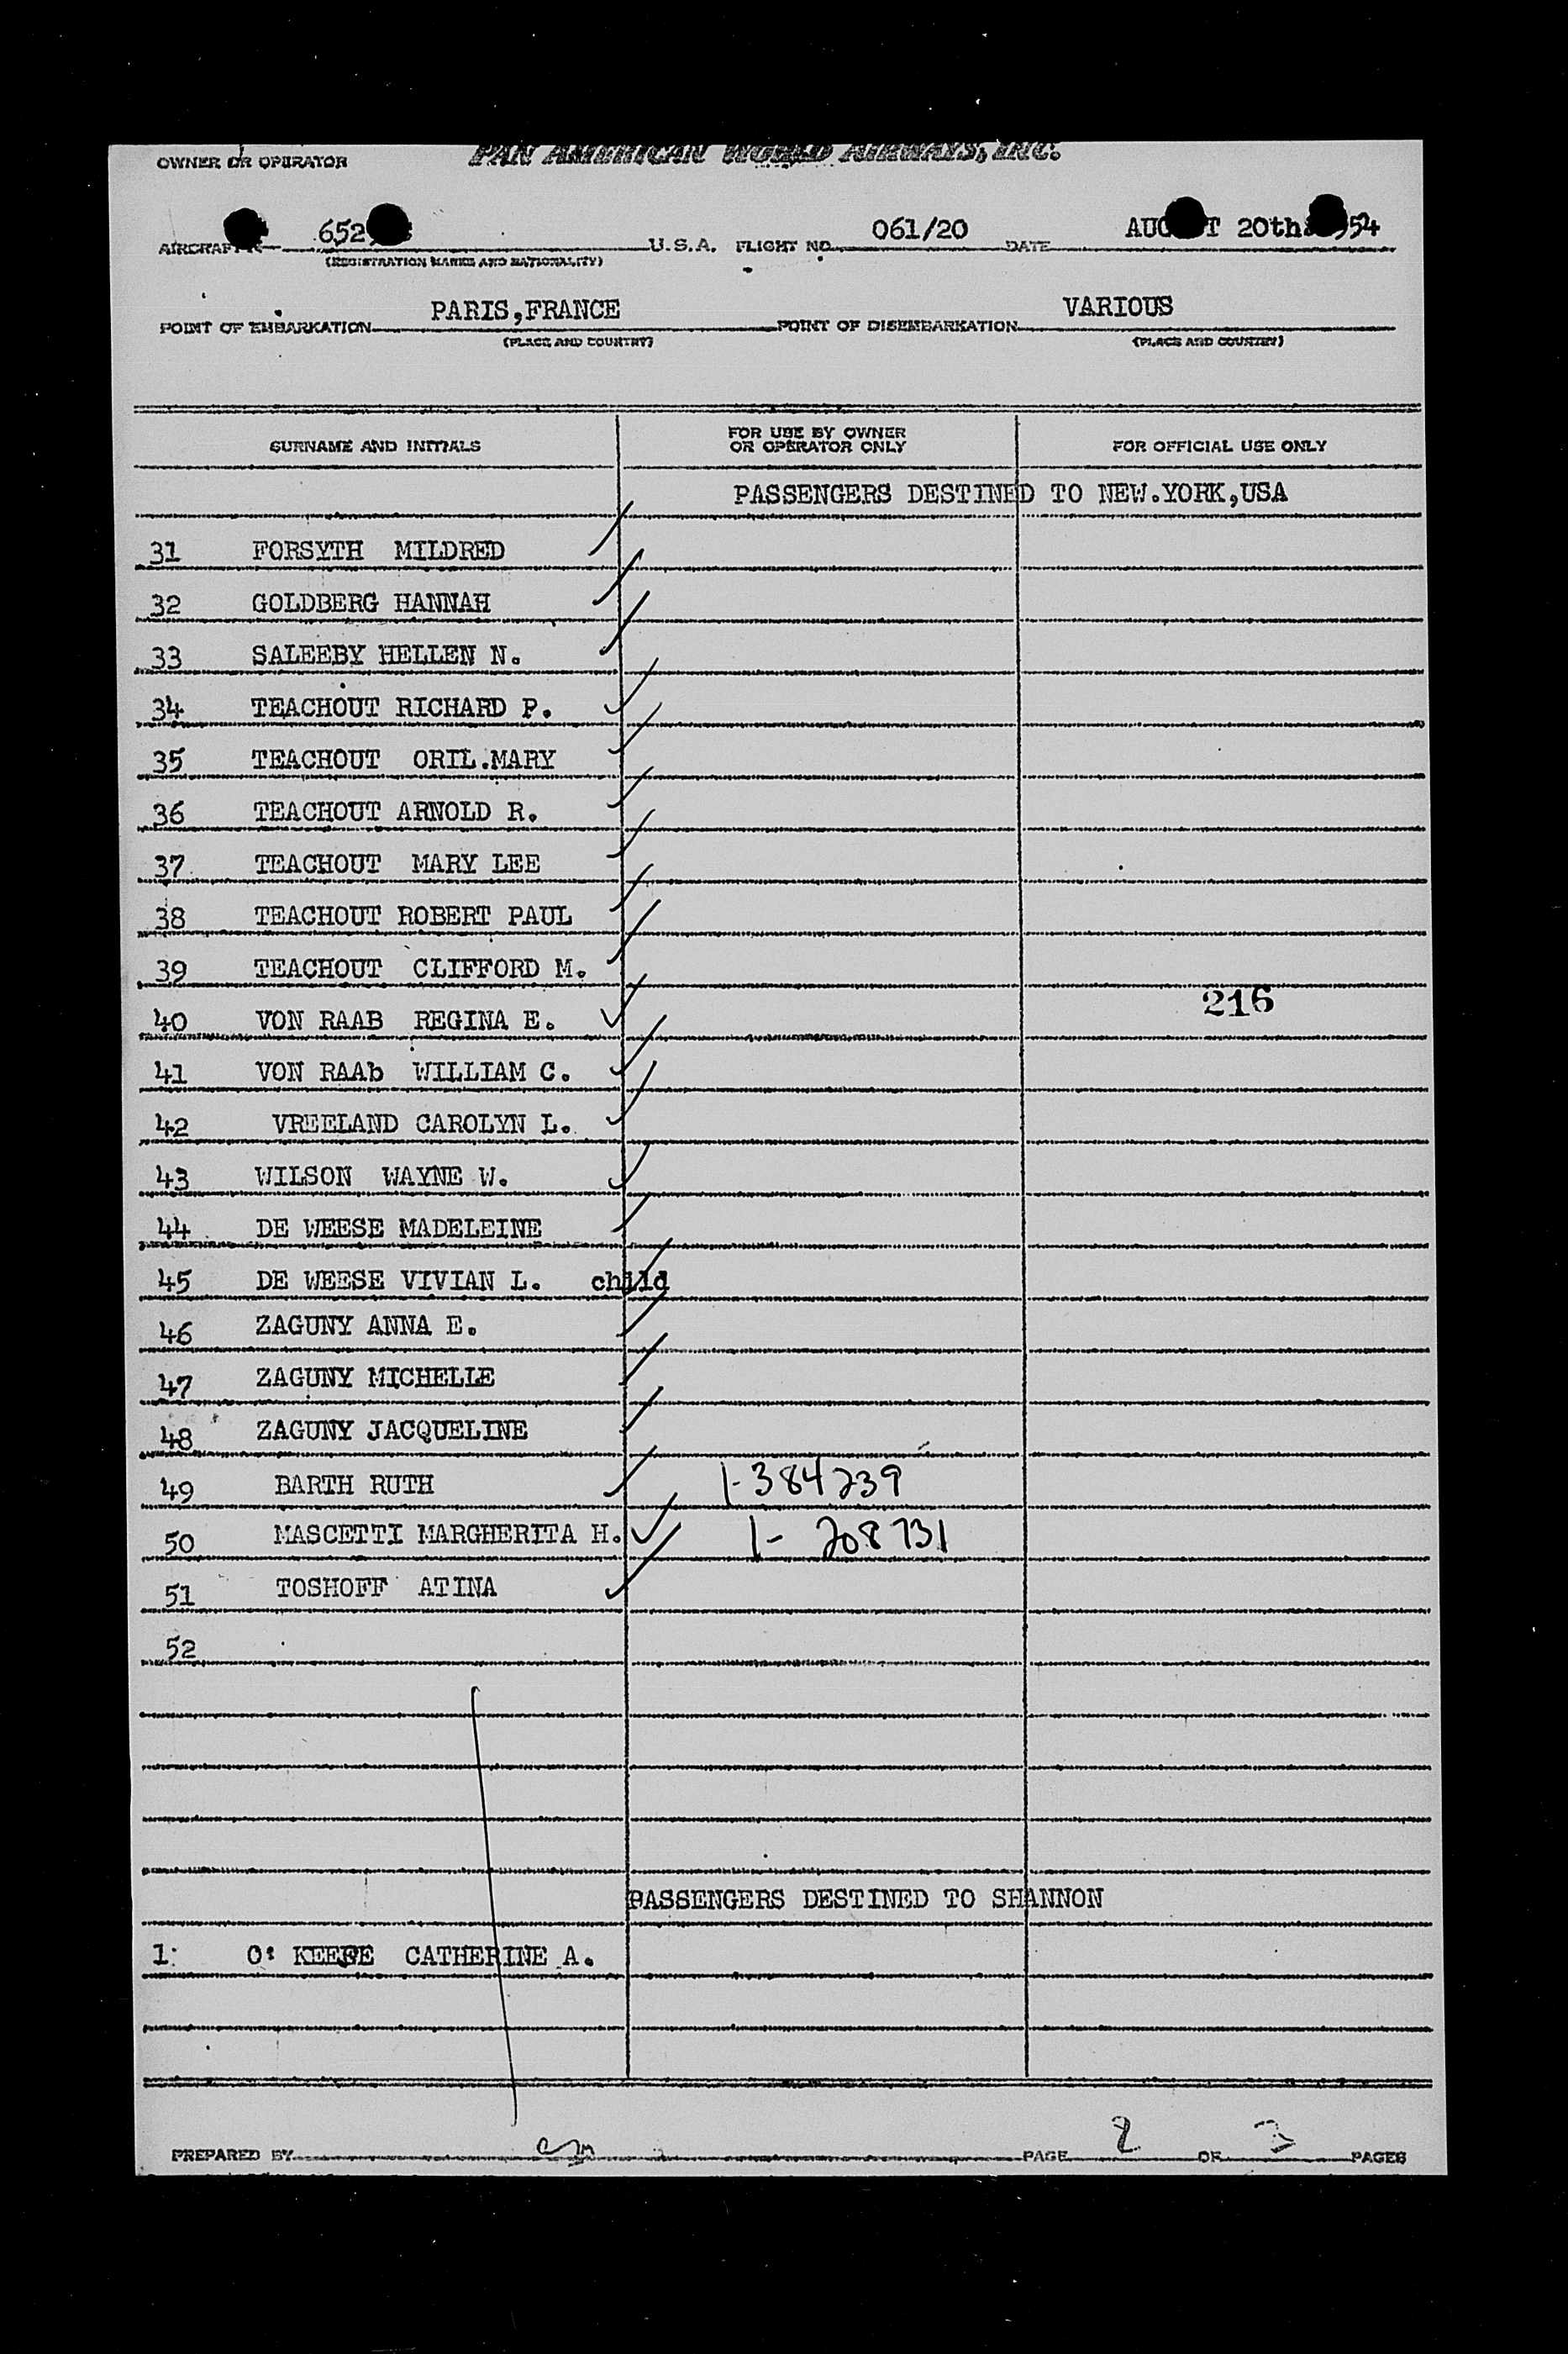 OWNER OR OPERATOR PAN AMERICAN WORLD AIRWAYS, INC.
AIRCRAFT 652 U.S.A. FLIGHT NO. 061/20 DATE AUGUST 20th 1954
(REGISTRATION MARKS AND NATIONALITY)
POINT OF EMBARKATION PARIS,FRANCE POINT OF DISEMBARKATION VARIOUS
(PLACE AND COUNTRY) (PLACE AND COUNTRY)
SURNAME AND INITIALS FOR USE BY OWNER OR OPERATOR ONLY FOR OFFICIAL USE ONLY
PASSENGERS DESTINED TO NEW.YORK,USA
31 FORSYTH MILDRED
32 GOLDBERG HANNAH
33 SALEEBY HELLEN N.
34 TEACHOUT RICHARD P.
35 TEACHOUT ORIL.MARY
36 TEACHOUT ARNOLD R.
37 TEACHOUT MARY LEE
38 TEACHOUT ROBERT PAUL
39 TEACHOUT CLIFFORD M.
216
40 VON RAAB REGINA E.
41 VON RAAb WILLIAM C.
42 VREELAND CAROLYN L.
43 WILSON WAYNE W.
44 DE WEESE MADELEINE
45 DE WEESE VIVIAN L. child
46 ZAGUNY ANNA E.
47 ZAGUNY MICHELLE
48 ZAGUNY JACQUELINE
49 BARTH RUTH 1-384239
50 MASCETTI MARGHERITA H. 1- 208731
51 TOSHOFF ATINA
52
PASSENGERS DESTINED TO SHANNON
1 O' KEEFE CATHERINE A.
PREPARED BY PAGE 2 OF 3 PAGES